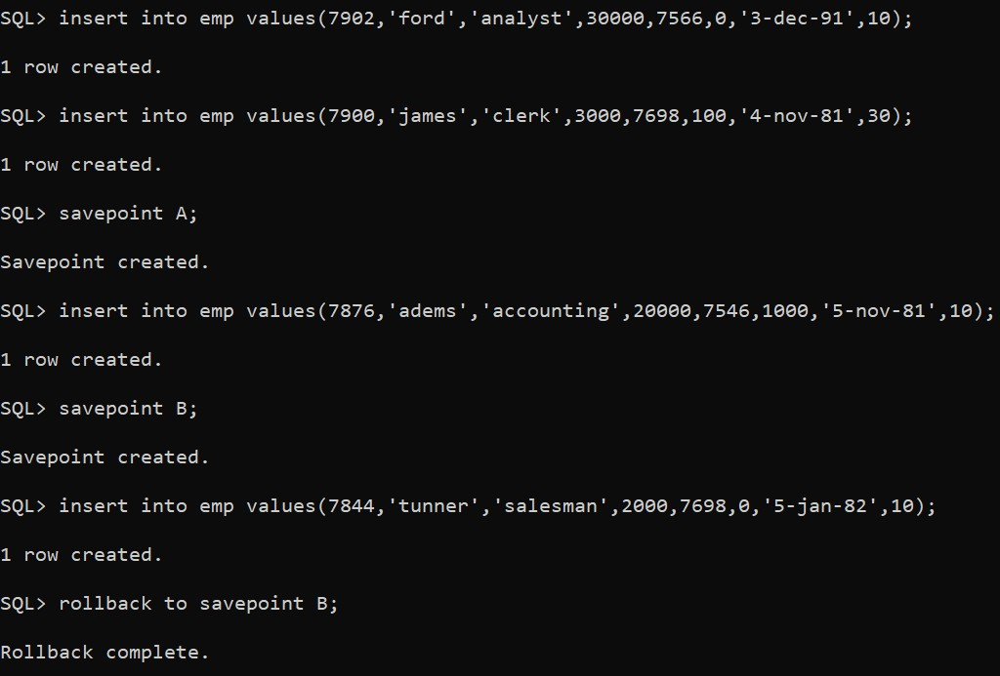 SQL> insert into emp values(7902,'ford','analyst',30000,7566,0,'3-dec-91',10);
1 row created.
SQL> insert into emp values(7900,'james','clerk',3000,7698,100,'4-nov-81',30);
1 row created.
SQL> savepoint A;
Savepoint created.
SQL> insert into emp values(7876,'adems','accounting',20000,7546,1000,'5-nov-81',10);
1 row created.
SQL> savepoint B;
Savepoint created.
SQL> insert into emp values(7844,'tunner','salesman',2000,7698,0,'5-jan-82',10);
1 row created.
SQL> rollback to savepoint B;
Rollback complete.